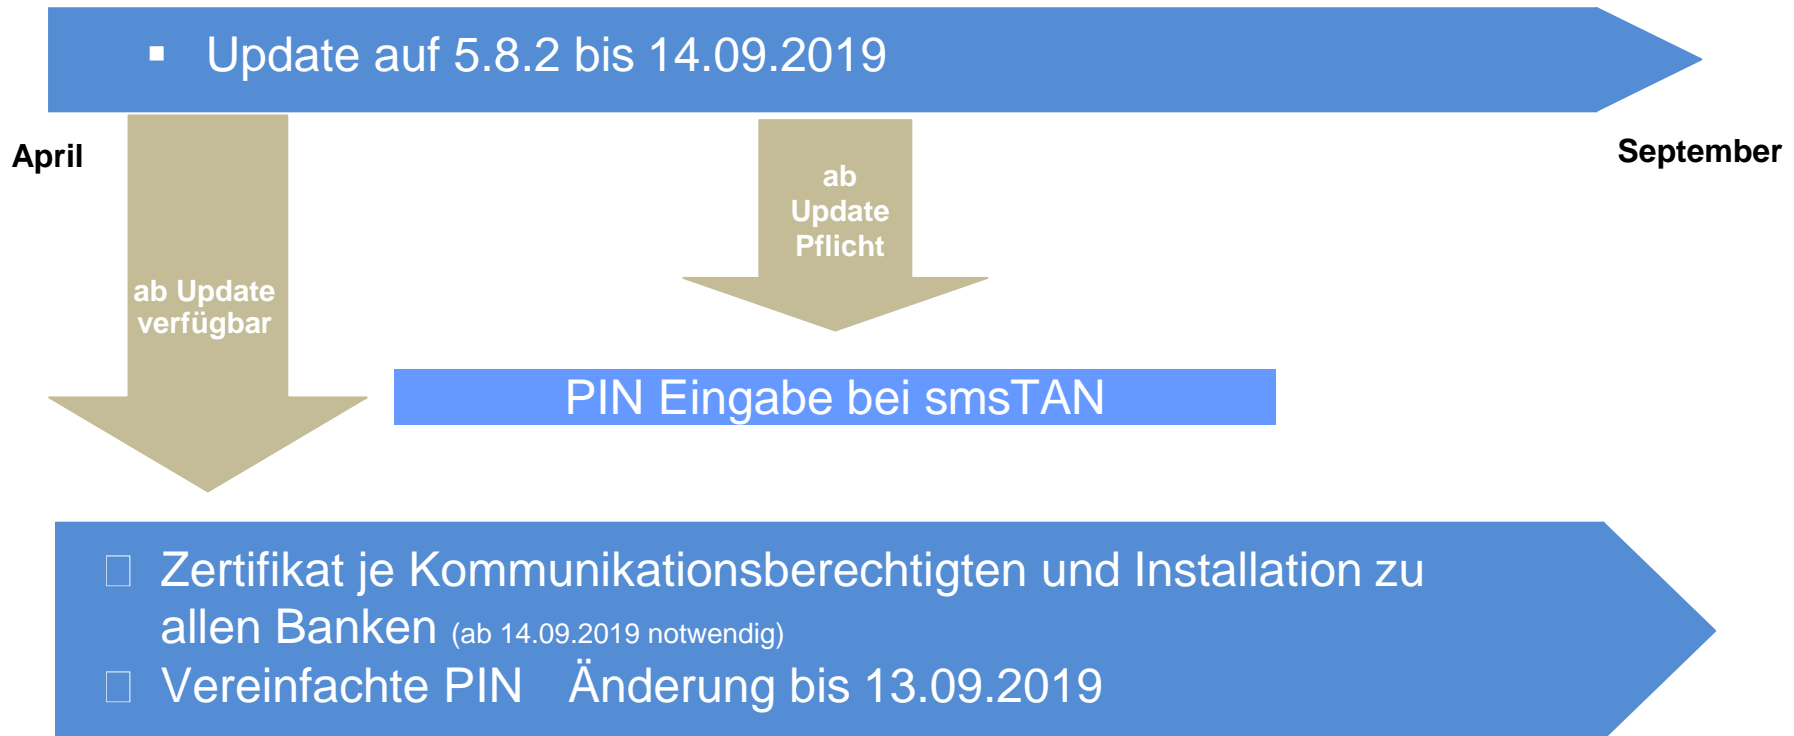 ▪ Update auf 5.8.2 bis 14.09.2019
April
September
ab
Update
Pflicht
ab Update
verfügbar
PIN Eingabe bei smsTAN
Zertifikat je Kommunikationsberechtigten und Installation zu
allen Banken (ab 14.09.2019 notwendig)
Vereinfachte PIN Änderung bis 13.09.2019